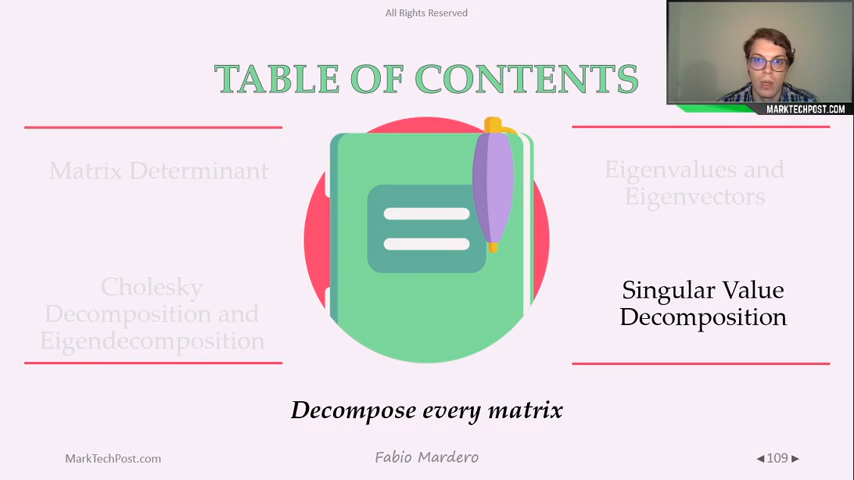 All Rights Reserved
TABLE OF CONTENTS
MARKTECHPOST.COM
Matrix Determinant
Eigenvalues and
Eigenvectors
Cholesky
Decomposition and
Eigendecomposition
Singular Value
Decomposition
Decompose every matrix
MarkTechPost.com
Fabio Mardero
◄109►